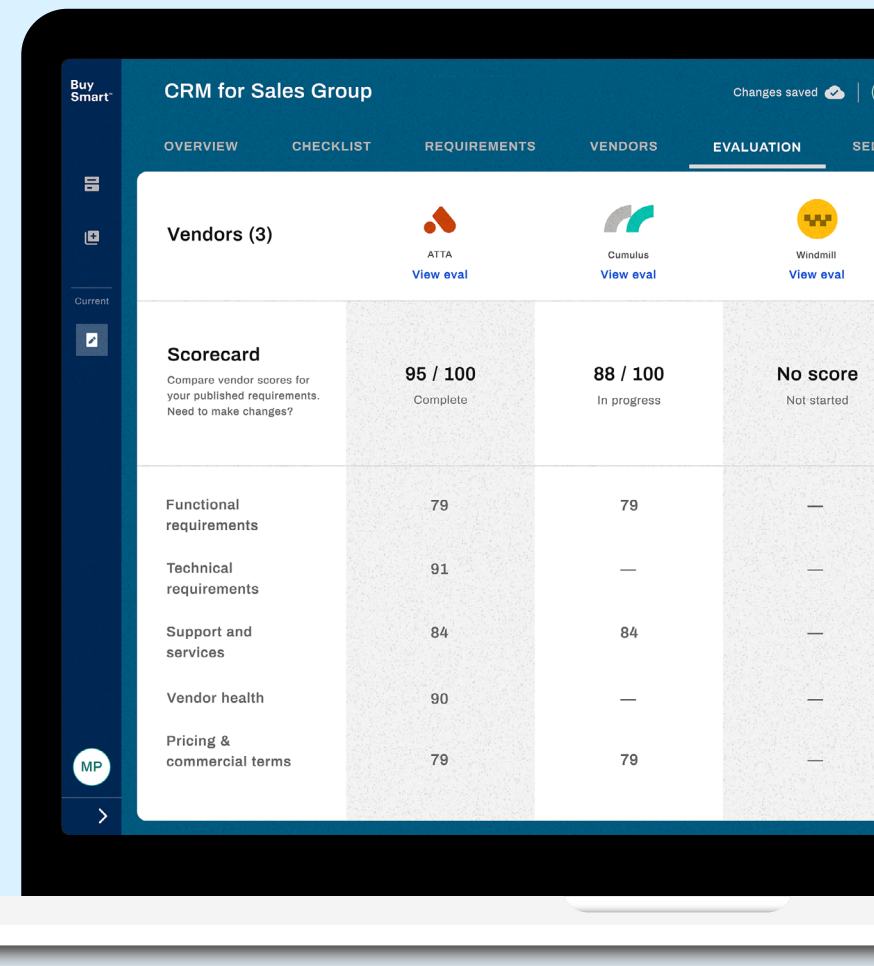 Buy
Smart™
CRM for Sales Group
Changes saved
OVERVIEW CHECKLIST REQUIREMENTS VENDORS EVALUATION
Vendors (3)
ATTA
View eval
Cumulus
View eval
Windmill
View eval
Current
Scorecard
Compare vendor scores for
your published requirements.
Need to make changes?
95 / 100
Complete
88 / 100
In progress
No score
Not started
Functional
requirements
79 79 —
Technical
requirements
91 — —
Support and
services
84 84 —
Vendor health 90 — —
Pricing &
commercial terms
79 79 —
MP